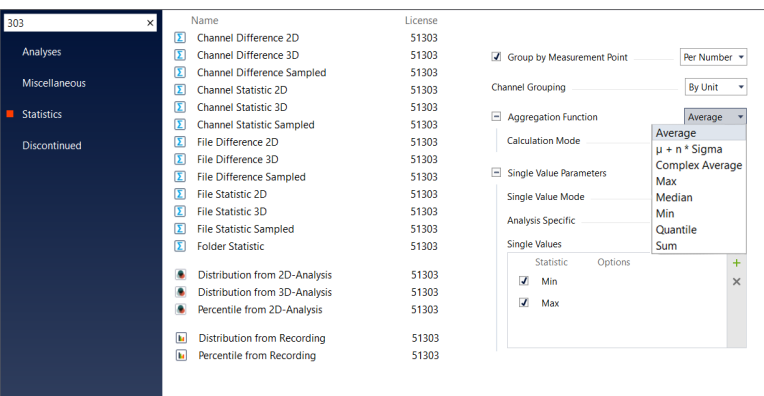 303
Analyses
Miscellaneous
Statistics
Discontinued
Name License
Channel Difference 2D 51303
Channel Difference 3D 51303
Channel Difference Sampled 51303
Channel Statistic 2D 51303
Channel Statistic 3D 51303
Channel Statistic Sampled 51303
File Difference 2D 51303
File Difference 3D 51303
File Difference Sampled 51303
File Statistic 2D 51303
File Statistic 3D 51303
File Statistic Sampled 51303
Folder Statistic 51303
Distribution from 2D-Analysis 51303
Distribution from 3D-Analysis 51303
Percentile from 2D-Analysis 51303
Distribution from Recording 51303
Percentile from Recording 51303
Group by Measurement Point Per Number
Channel Grouping By Unit
Aggregation Function Average
Calculation Mode
Average
μ + n * Sigma
Complex Average
Max
Median
Min
Quantile
Sum
Single Value Parameters
Single Value Mode
Analysis Specific
Single Values
Statistic Options
Min
Max